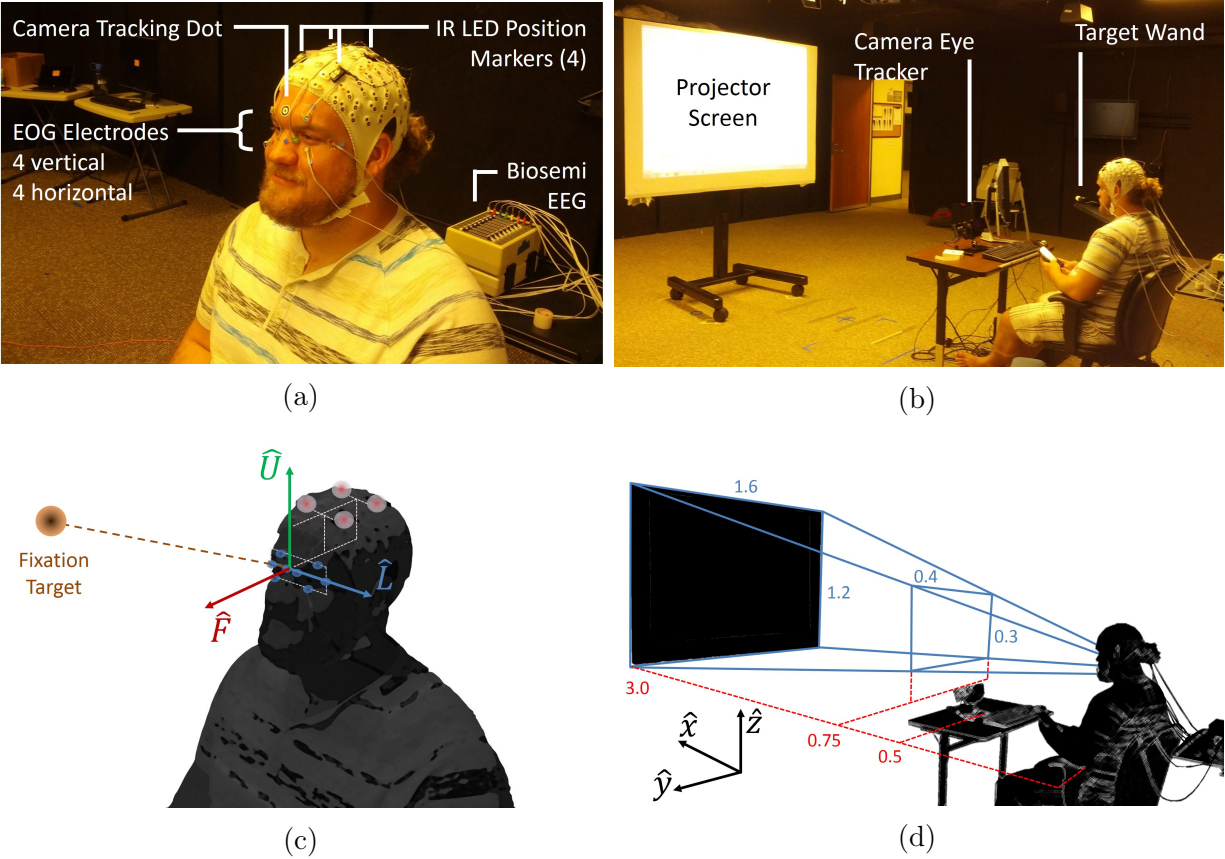 Camera Tracking Dot
IR LED Position
Markers (4)
EOG Electrodes
4 vertical
4 horizontal
Biosemi
EEG
(a)
Projector
Screen
Camera Eye
Tracker
Target Wand
(b)
Û
Fixation
Target
L̂
F̂
(c)
1.6
0.4
1.2
0.3
3.0
0.75
0.5
x̂
ẑ
ŷ
(d)